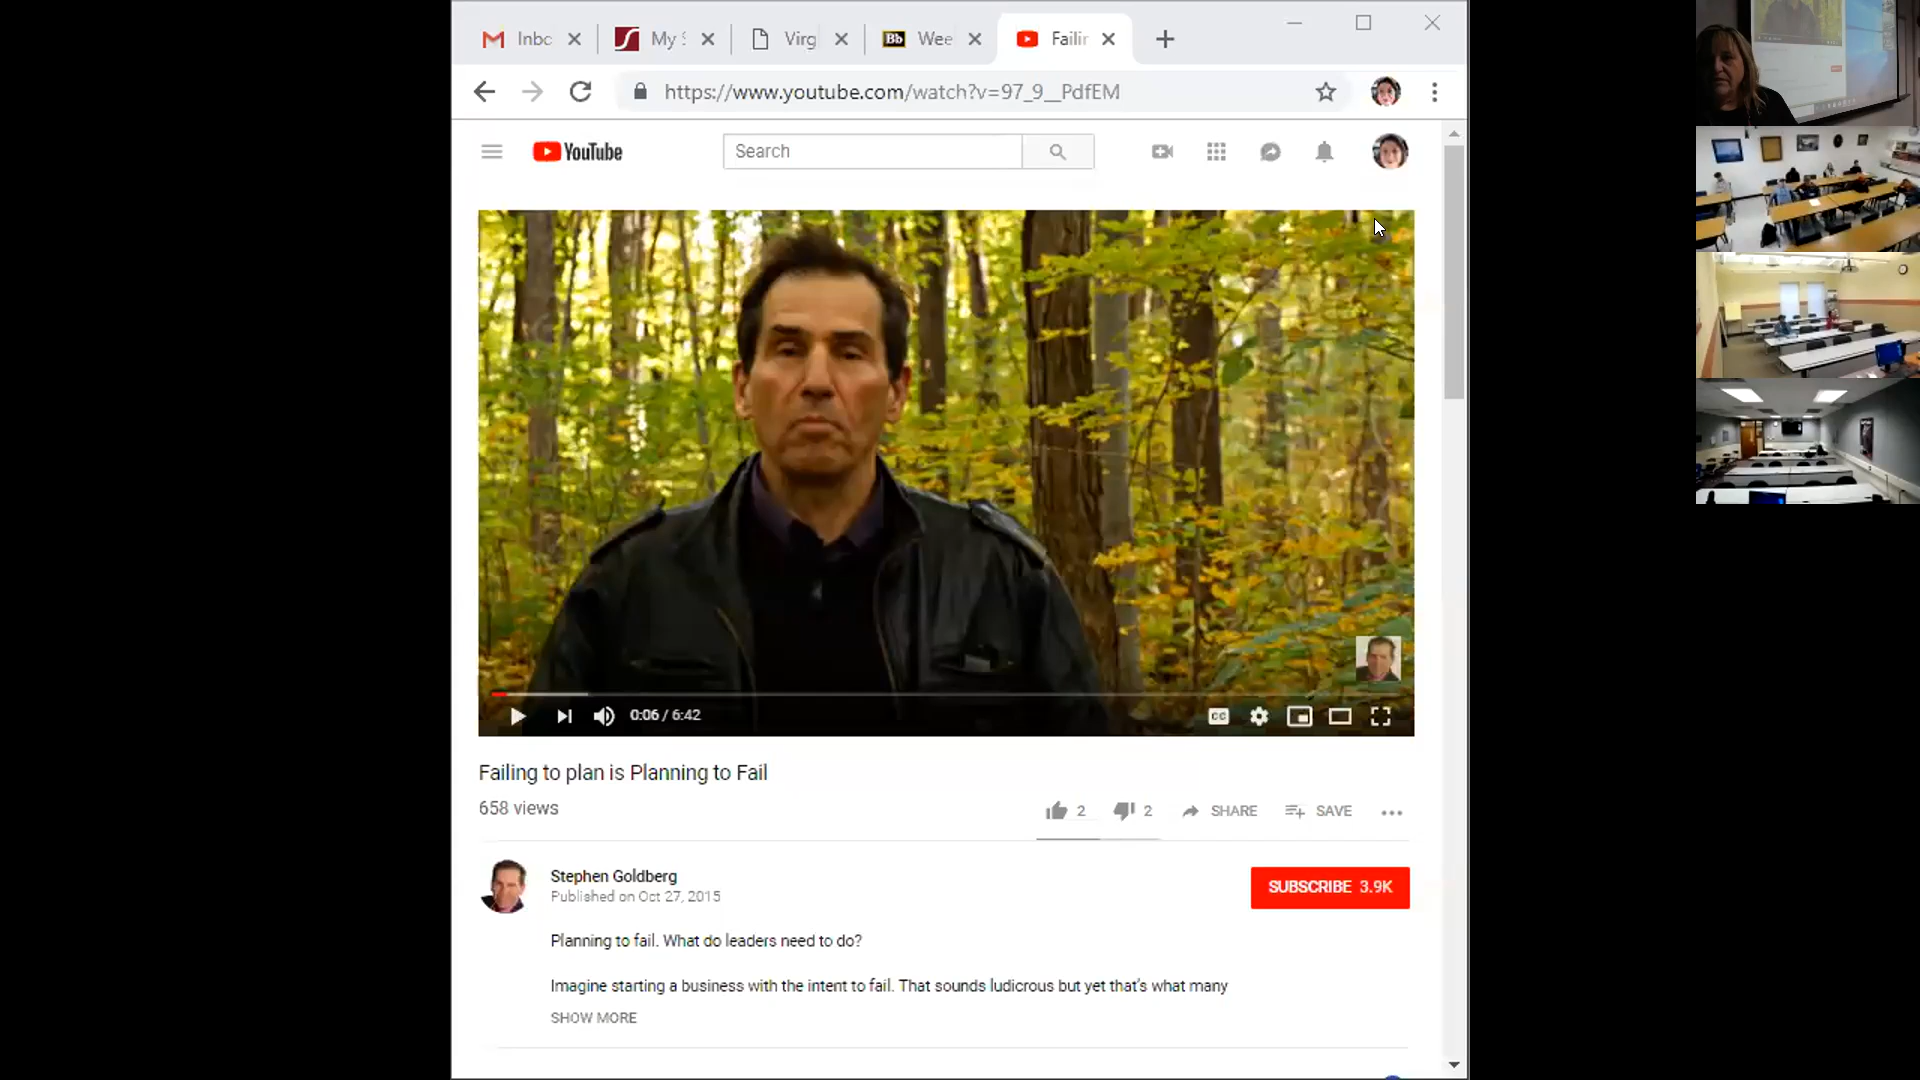 Inbc
My S
Virg
Bb
Wee
Failir
https://www.youtube.com/watch?v=97_9__PdfEM
YouTube
Search
0:06 / 6:42
CC
Failing to plan is Planning to Fail
658 views
2
2
SHARE
SAVE
Stephen Goldberg
Published on Oct 27, 2015
SUBSCRIBE 3.9K
Planning to fail. What do leaders need to do?
Imagine starting a business with the intent to fail. That sounds ludicrous but yet that's what many
SHOW MORE